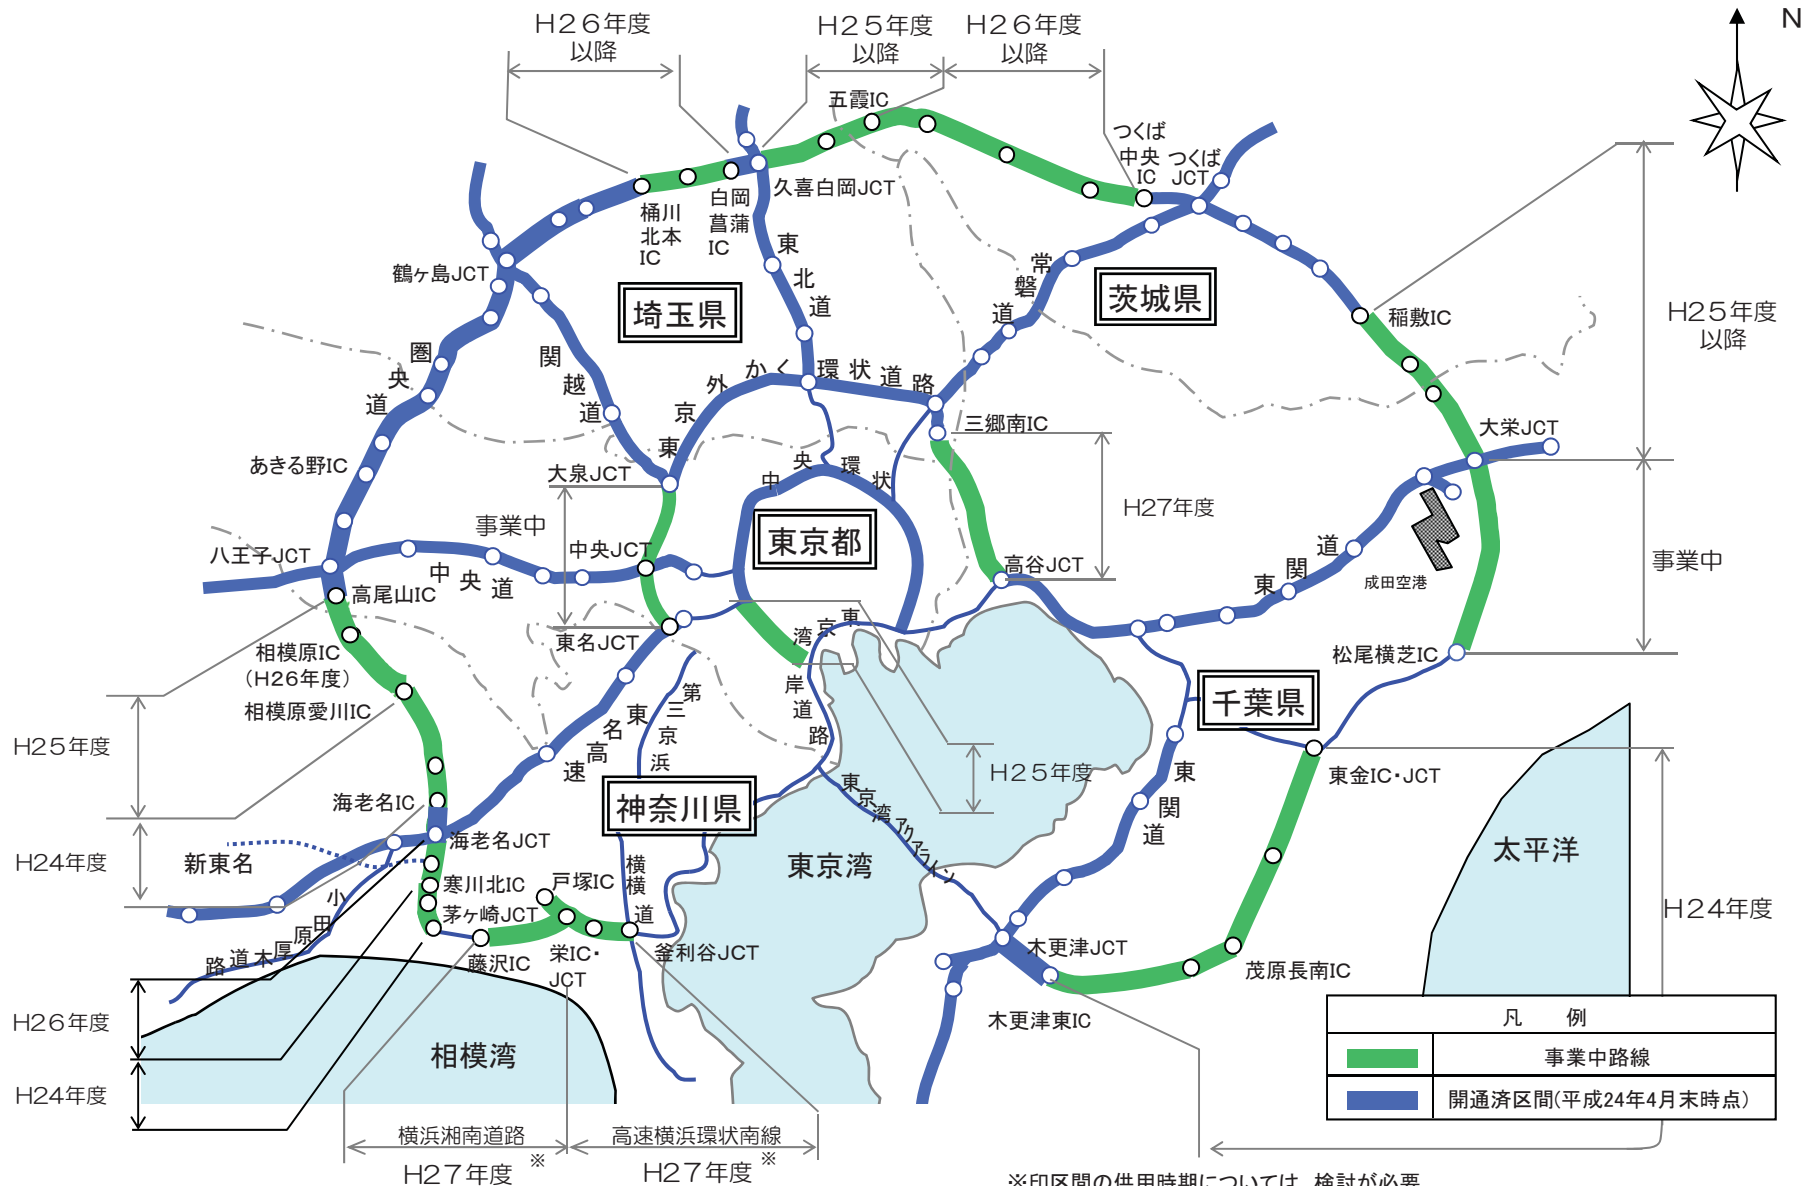 H26年度
以降
H25年度
以降
H26年度
以降
N
五霞IC
つくば
中央
IC
つくば
JCT
久喜白岡JCT
白岡
菖蒲
IC
桶川
北本
IC
鶴ヶ島JCT
東北道
常磐道
埼玉県
茨城県
稲敷IC
H25年度
以降
圏央道
関越道
東京外かく環状道路
三郷南IC
大栄JCT
あきる野IC
大泉JCT
中央環状
H27年度
事業中
東京都
八王子JCT
中央道
中央JCT
高谷JCT
東関道
成田空港
事業中
高尾山IC
相模原IC
(H26年度)
相模原愛川IC
東名JCT
東京湾岸道路
松尾横芝IC
千葉県
第三京浜
東名高速
H25年度
H25年度
東金IC・JCT
東関道
海老名IC
神奈川県
東京湾アクアライン
H24年度
新東名
海老名JCT
東京湾
太平洋
寒川北IC
戸塚IC
横横道
小田原厚木道路
茅ヶ崎JCT
藤沢IC
栄IC・
JCT
釜利谷JCT
木更津JCT
茂原長南IC
H24年度
木更津東IC
H26年度
相模湾
H24年度
凡 例
事業中路線
開通済区間(平成24年4月末時点)
横浜湘南道路
H27年度 ※
高速横浜環状南線
H27年度 ※
※印区間の供用時期については、検討が必要